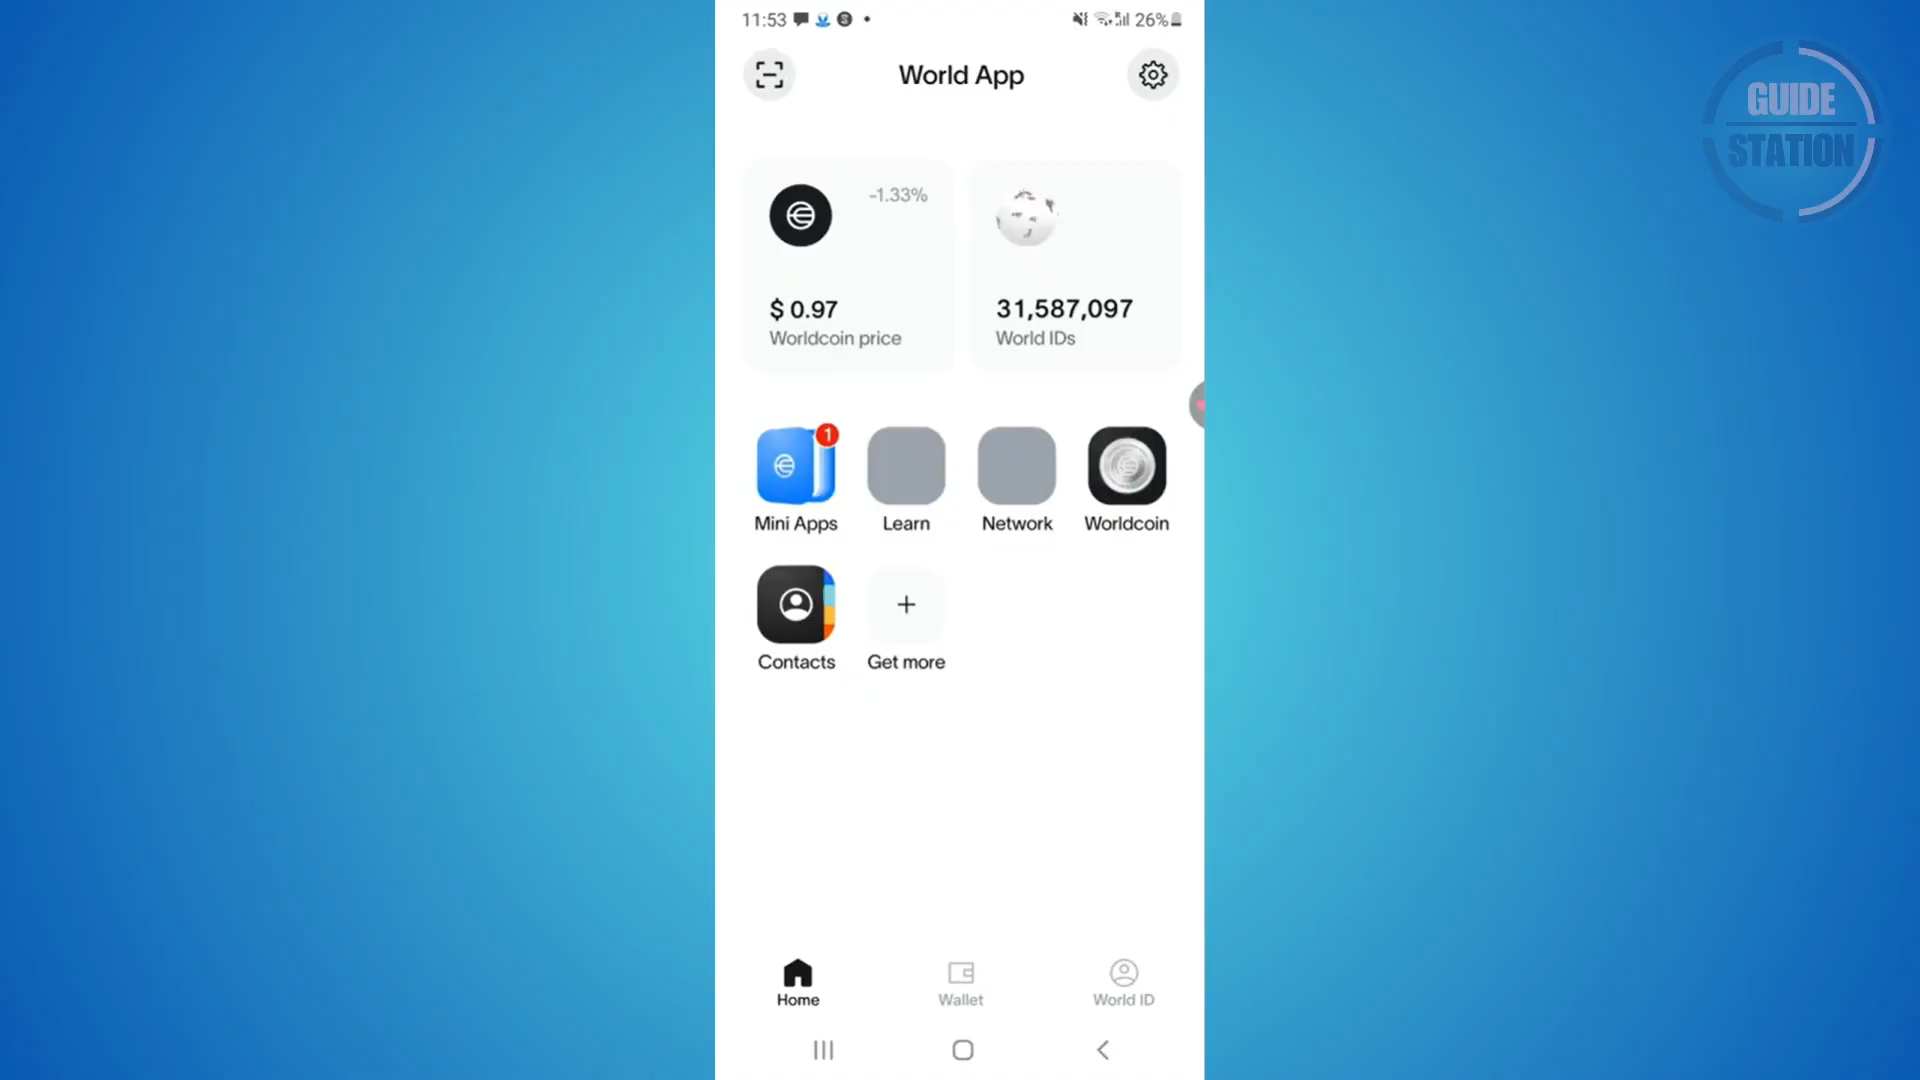 11:53
26%
World App
GUIDE
STATION
-1.33%
$ 0.97
Worldcoin price
31,587,097
World IDs
1
Mini Apps
Learn
Network
Worldcoin
Contacts
Get more
Home
Wallet
World ID